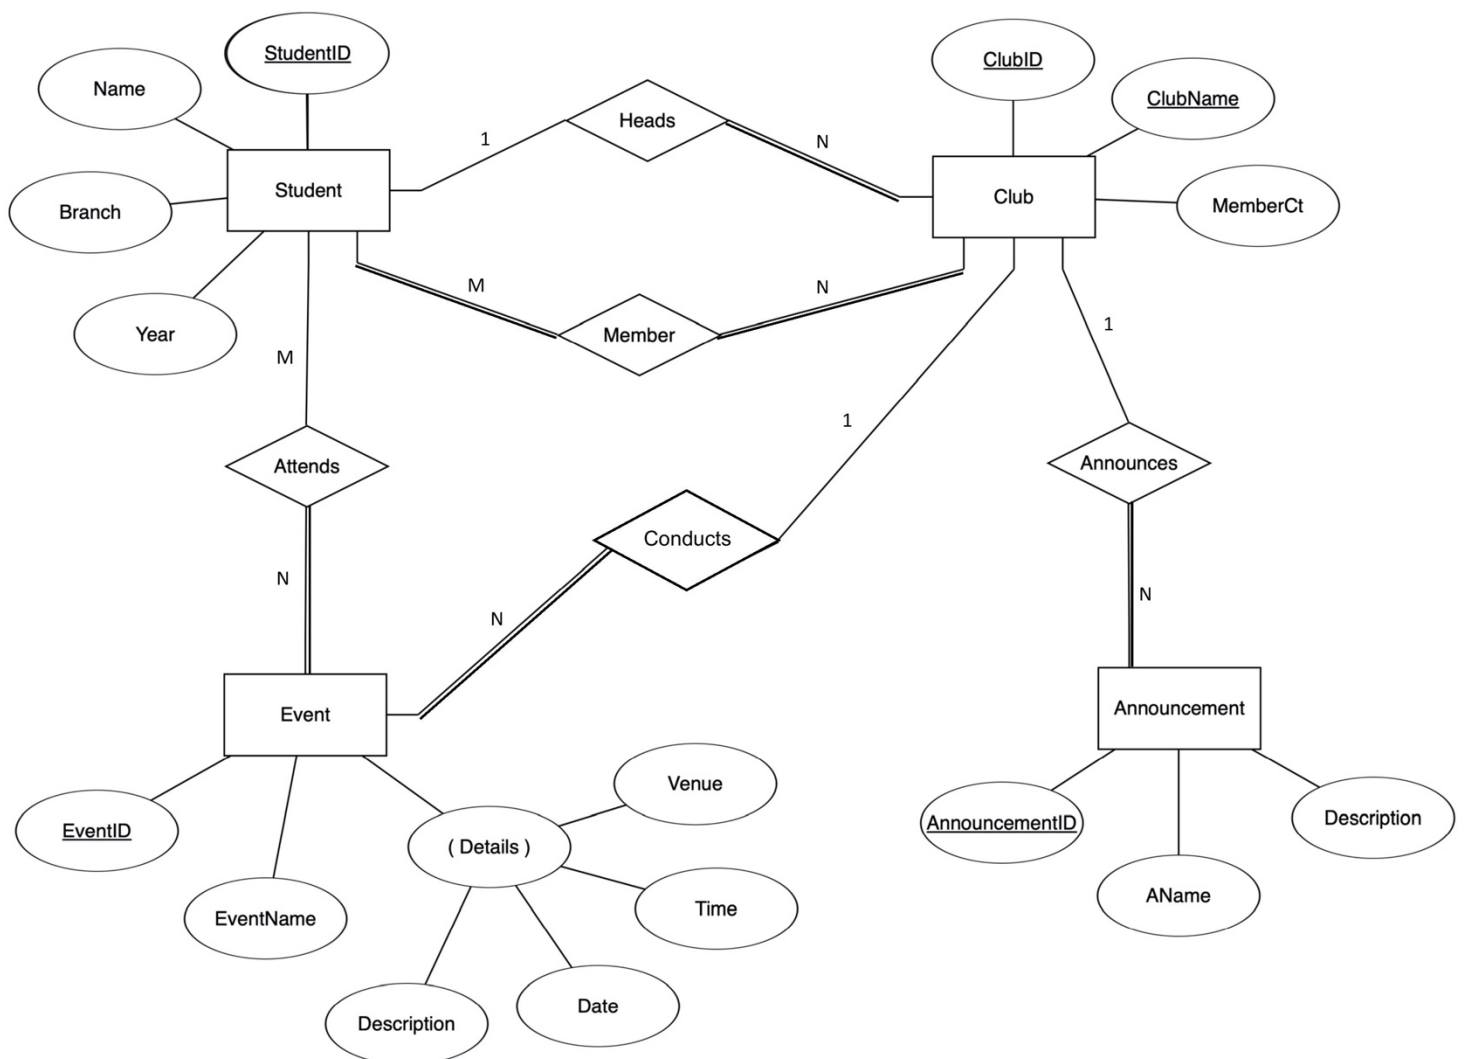 StudentID
ClubID
Name
ClubName
Heads
1
N
Student
Club
Branch
MemberCt
M
N
Member
Year
1
M
1
Attends
Announces
Conducts
N
N
N
Event
Announcement
Venue
EventID
( Details )
AnnouncementID
Description
Time
AName
EventName
Date
Description